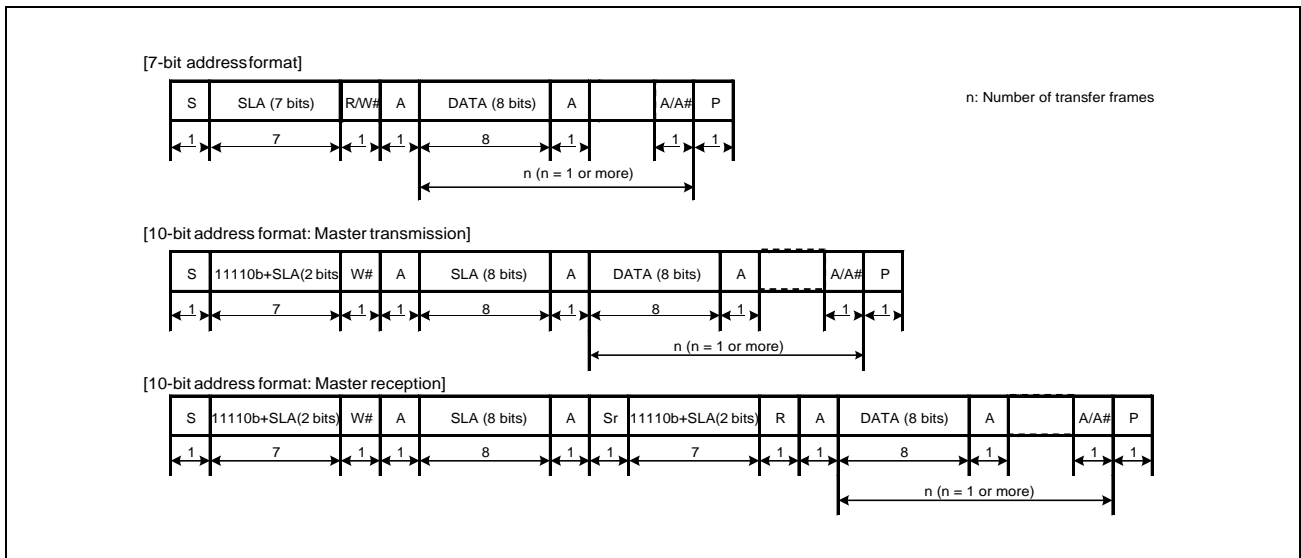 [7-bit address format]
S SLA (7 bits) R/W# A DATA (8 bits) A A/A# P
n: Number of transfer frames
1 7 1 1 8 1 1 1
n (n = 1 or more)
[10-bit address format: Master transmission]
S 11110b+SLA(2 bits W# A SLA (8 bits) A DATA (8 bits) A A/A# P
1 7 1 1 8 1 8 1 1 1
n (n = 1 or more)
[10-bit address format: Master reception]
S 11110b+SLA(2 bits) W# A SLA (8 bits) A Sr 11110b+SLA(2 bits) R A DATA (8 bits) A A/A# P
1 7 1 1 8 1 1 7 1 1 8 1 1 1
n (n = 1 or more)